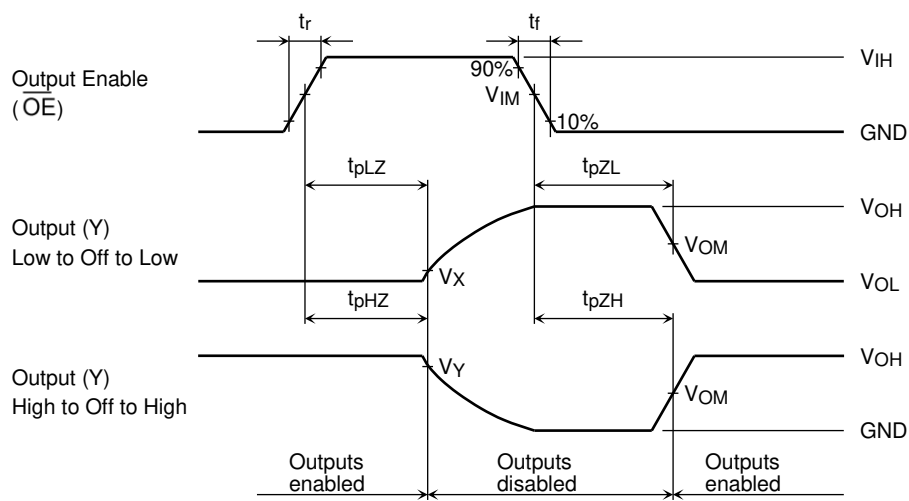 tr
tf
Output Enable
(OE)
90%
VIM
10%
VIH
GND
tpLZ
tpZL
Output (Y)
Low to Off to Low
VX
VOM
VOH
VOL
tpHZ
tpZH
Output (Y)
High to Off to High
VY
VOM
VOH
GND
Outputs
enabled
Outputs
disabled
Outputs
enabled